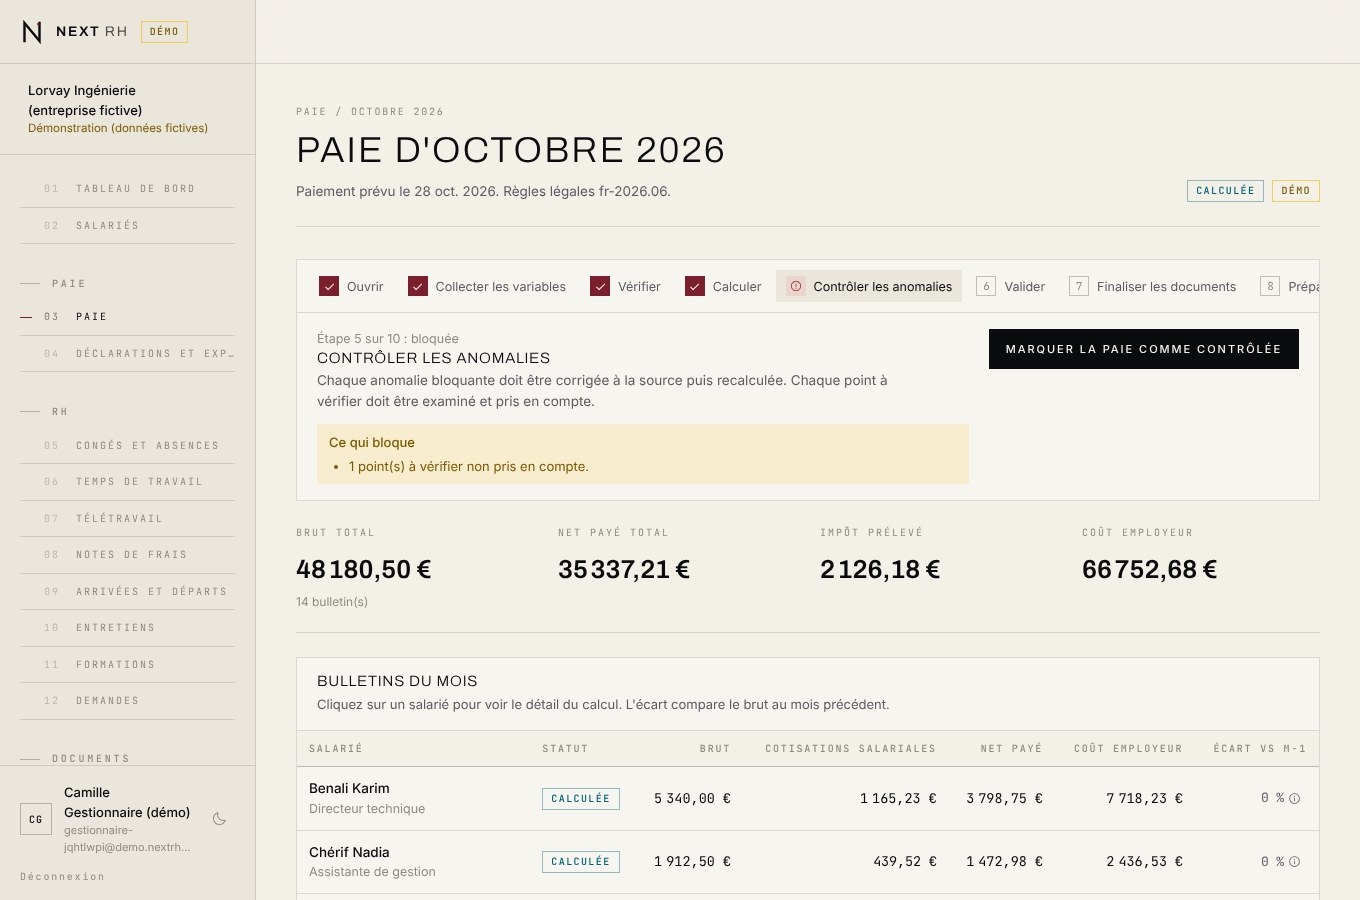 NEXT RH DÉMO
Lorvay Ingénierie
(entreprise fictive)
Démonstration (données fictives)
01 TABLEAU DE BORD
02 SALARIÉS
PAIE
03 PAIE
04 DÉCLARATIONS ET EXP…
RH
05 CONGÉS ET ABSENCES
06 TEMPS DE TRAVAIL
07 TÉLÉTRAVAIL
08 NOTES DE FRAIS
09 ARRIVÉES ET DÉPARTS
10 ENTRETIENS
11 FORMATIONS
12 DEMANDES
DOCUMENTS
CG
Camille
Gestionnaire (démo)
gestionnaire-
jqhtlwpi@demo.nextrh…
Déconnexion
PAIE / OCTOBRE 2026
PAIE D'OCTOBRE 2026
Paiement prévu le 28 oct. 2026. Règles légales fr-2026.06.
CALCULÉE DÉMO
Ouvrir Collecter les variables Vérifier Calculer Contrôler les anomalies 6 Valider 7 Finaliser les documents 8 Prépa
Étape 5 sur 10 : bloquée
CONTRÔLER LES ANOMALIES
Chaque anomalie bloquante doit être corrigée à la source puis recalculée. Chaque point à
vérifier doit être examiné et pris en compte.
MARQUER LA PAIE COMME CONTRÔLÉE
Ce qui bloque
• 1 point(s) à vérifier non pris en compte.
BRUT TOTAL NET PAYÉ TOTAL IMPÔT PRÉLEVÉ COÛT EMPLOYEUR
48 180,50 € 35 337,21 € 2 126,18 € 66 752,68 €
14 bulletin(s)
BULLETINS DU MOIS
Cliquez sur un salarié pour voir le détail du calcul. L'écart compare le brut au mois précédent.
SALARIÉ STATUT BRUT COTISATIONS SALARIALES NET PAYÉ COÛT EMPLOYEUR ÉCART VS M-1
Benali Karim
Directeur technique
CALCULÉE 5 340,00 € 1 165,23 € 3 798,75 € 7 718,23 € 0 %
Chérif Nadia
Assistante de gestion
CALCULÉE 1 912,50 € 439,52 € 1 472,98 € 2 436,53 € 0 %